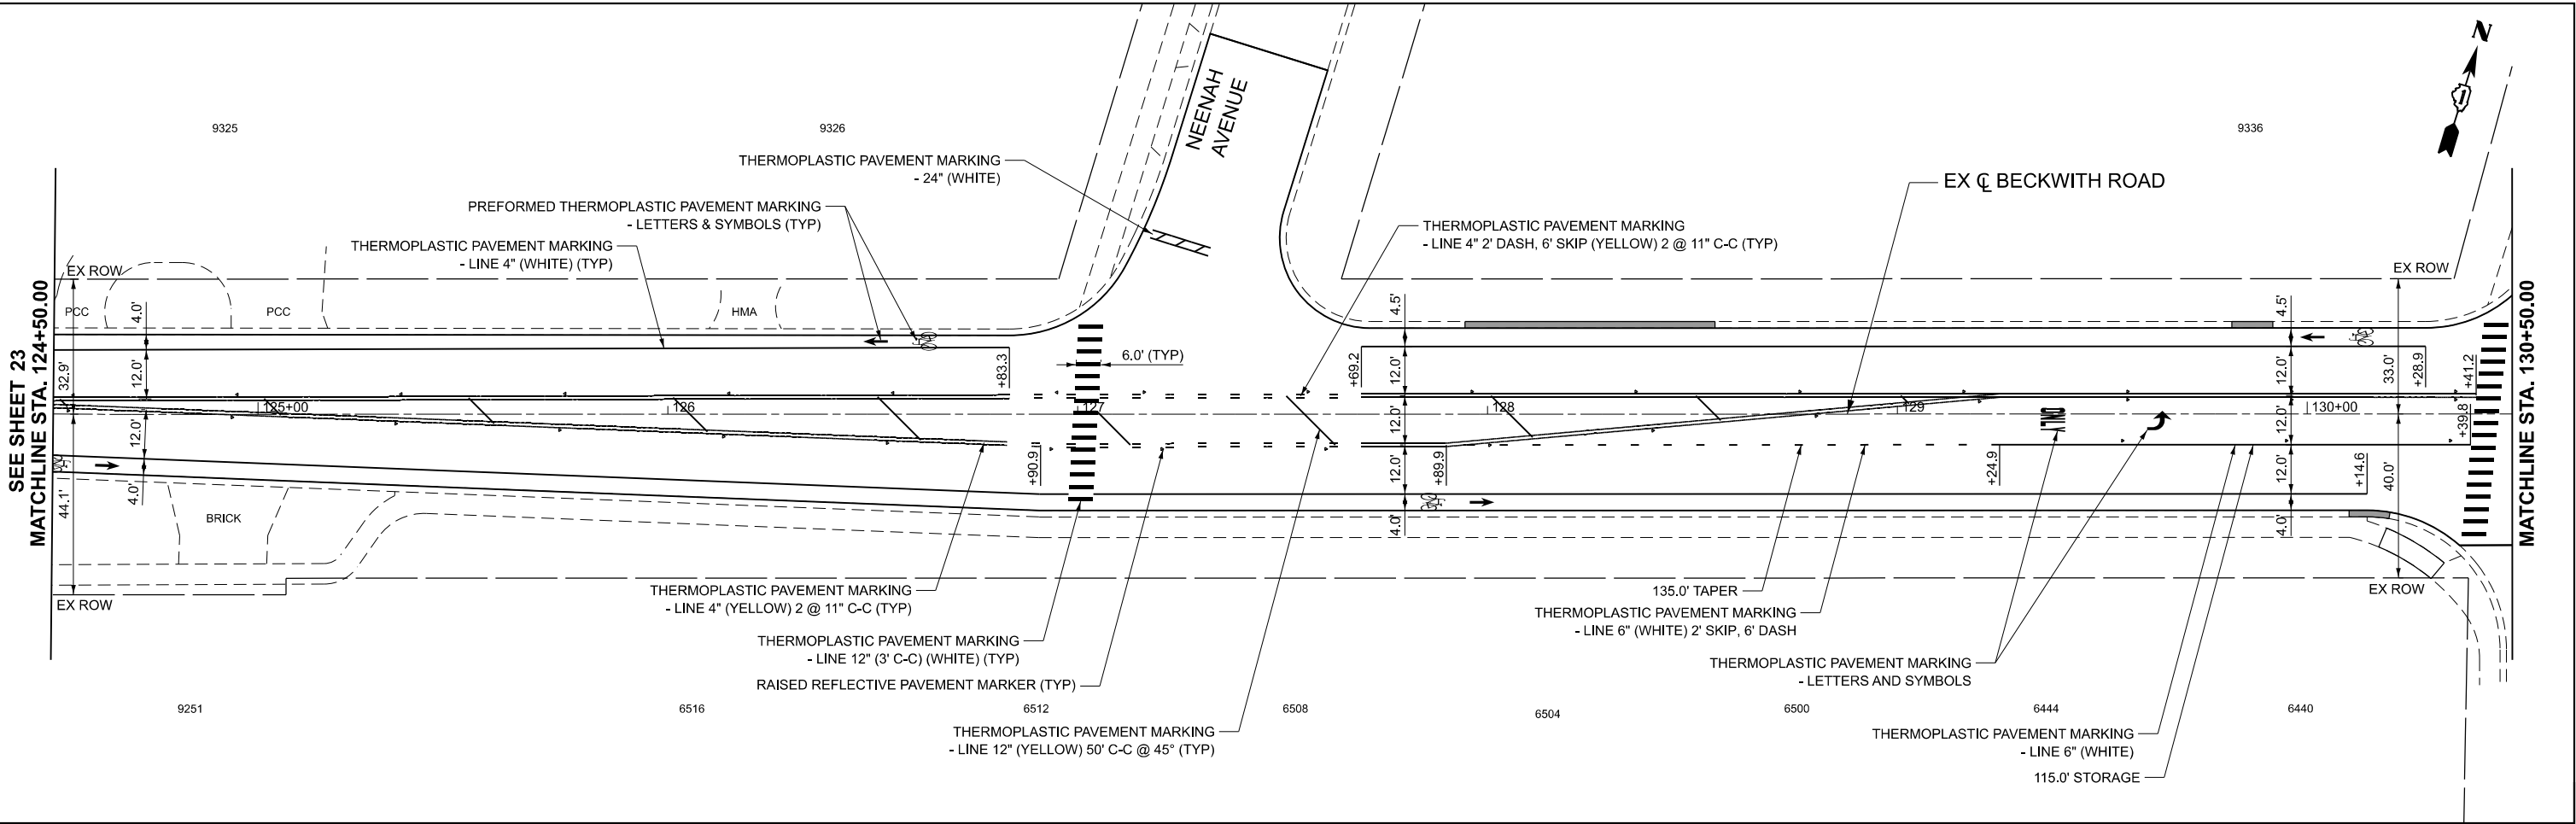 9325
9326
9336
N
1
NEENAH
AVENUE
THERMOPLASTIC PAVEMENT MARKING
- 24" (WHITE)
EX ℄ BECKWITH ROAD
PREFORMED THERMOPLASTIC PAVEMENT MARKING
- LETTERS & SYMBOLS (TYP)
THERMOPLASTIC PAVEMENT MARKING
- LINE 4" 2' DASH, 6' SKIP (YELLOW) 2 @ 11" C-C (TYP)
THERMOPLASTIC PAVEMENT MARKING
- LINE 4" (WHITE) (TYP)
EX ROW
EX ROW
PCC
PCC
HMA
SEE SHEET 23
MATCHLINE STA. 124+50.00
MATCHLINE STA. 130+50.00
4.0'
4.5'
4.5'
32.9'
12.0'
+83.3
6.0' (TYP)
+69.2
12.0'
12.0'
33.0'
+28.9
+41.2
125+00
126
127
128
129
130+00
ONLY
12.0'
12.0'
12.0'
+39.8
44.1'
4.0'
+90.9
12.0'
+89.9
+24.9
12.0'
+14.6
40.0'
4.0'
4.0'
BRICK
EX ROW
EX ROW
THERMOPLASTIC PAVEMENT MARKING
- LINE 4" (YELLOW) 2 @ 11" C-C (TYP)
135.0' TAPER
THERMOPLASTIC PAVEMENT MARKING
- LINE 6" (WHITE) 2' SKIP, 6' DASH
THERMOPLASTIC PAVEMENT MARKING
- LINE 12" (3' C-C) (WHITE) (TYP)
THERMOPLASTIC PAVEMENT MARKING
- LETTERS AND SYMBOLS
RAISED REFLECTIVE PAVEMENT MARKER (TYP)
9251
6516
6512
6508
6504
6500
6444
6440
THERMOPLASTIC PAVEMENT MARKING
- LINE 12" (YELLOW) 50' C-C @ 45° (TYP)
THERMOPLASTIC PAVEMENT MARKING
- LINE 6" (WHITE)
115.0' STORAGE